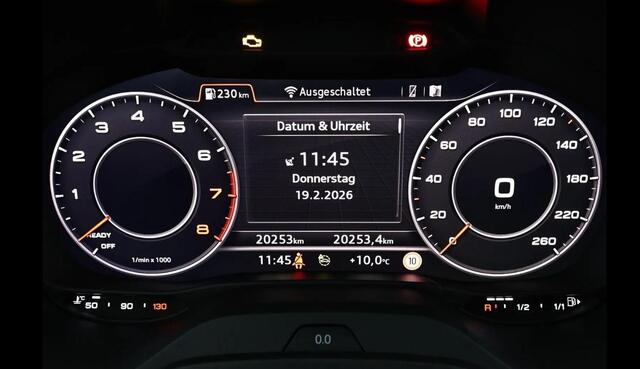 P
230 km
Ausgeschaltet
Datum & Uhrzeit
11:45
Donnerstag
19.2.2026
20253km
20253,4km
11:45
+10,0°C
10
1
2
3
4
5
6
7
8
READY
OFF
1/min x 1000
0
20
40
60
80
100
120
140
180
220
260
0
km/h
°C
50
90
130
R
1/2
1/1
0.0